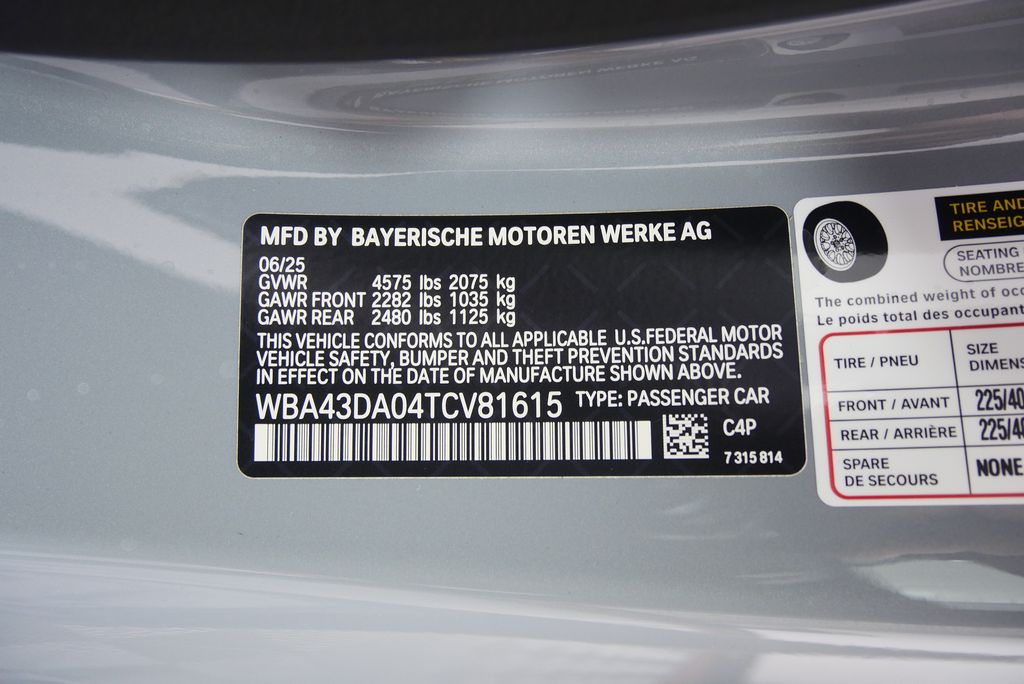 MFD BY BAYERISCHE MOTOREN WERKE AG
06/25
GVWR 4575 lbs 2075 kg
GAWR FRONT 2282 lbs 1035 kg
GAWR REAR 2480 lbs 1125 kg
THIS VEHICLE CONFORMS TO ALL APPLICABLE U.S.FEDERAL MOTOR
VEHICLE SAFETY, BUMPER AND THEFT PREVENTION STANDARDS
IN EFFECT ON THE DATE OF MANUFACTURE SHOWN ABOVE.
WBA43DA04TCV81615 TYPE: PASSENGER CAR
C4P
7 315 814
TIRE AND
RENSEIG
SEATING
NOMBRE
The combined weight of occ
Le poids total des occupant
TIRE / PNEU
SIZE
DIMENS
FRONT / AVANT 225/40
REAR / ARRIÈRE 225/40
SPARE
DE SECOURS
NONE